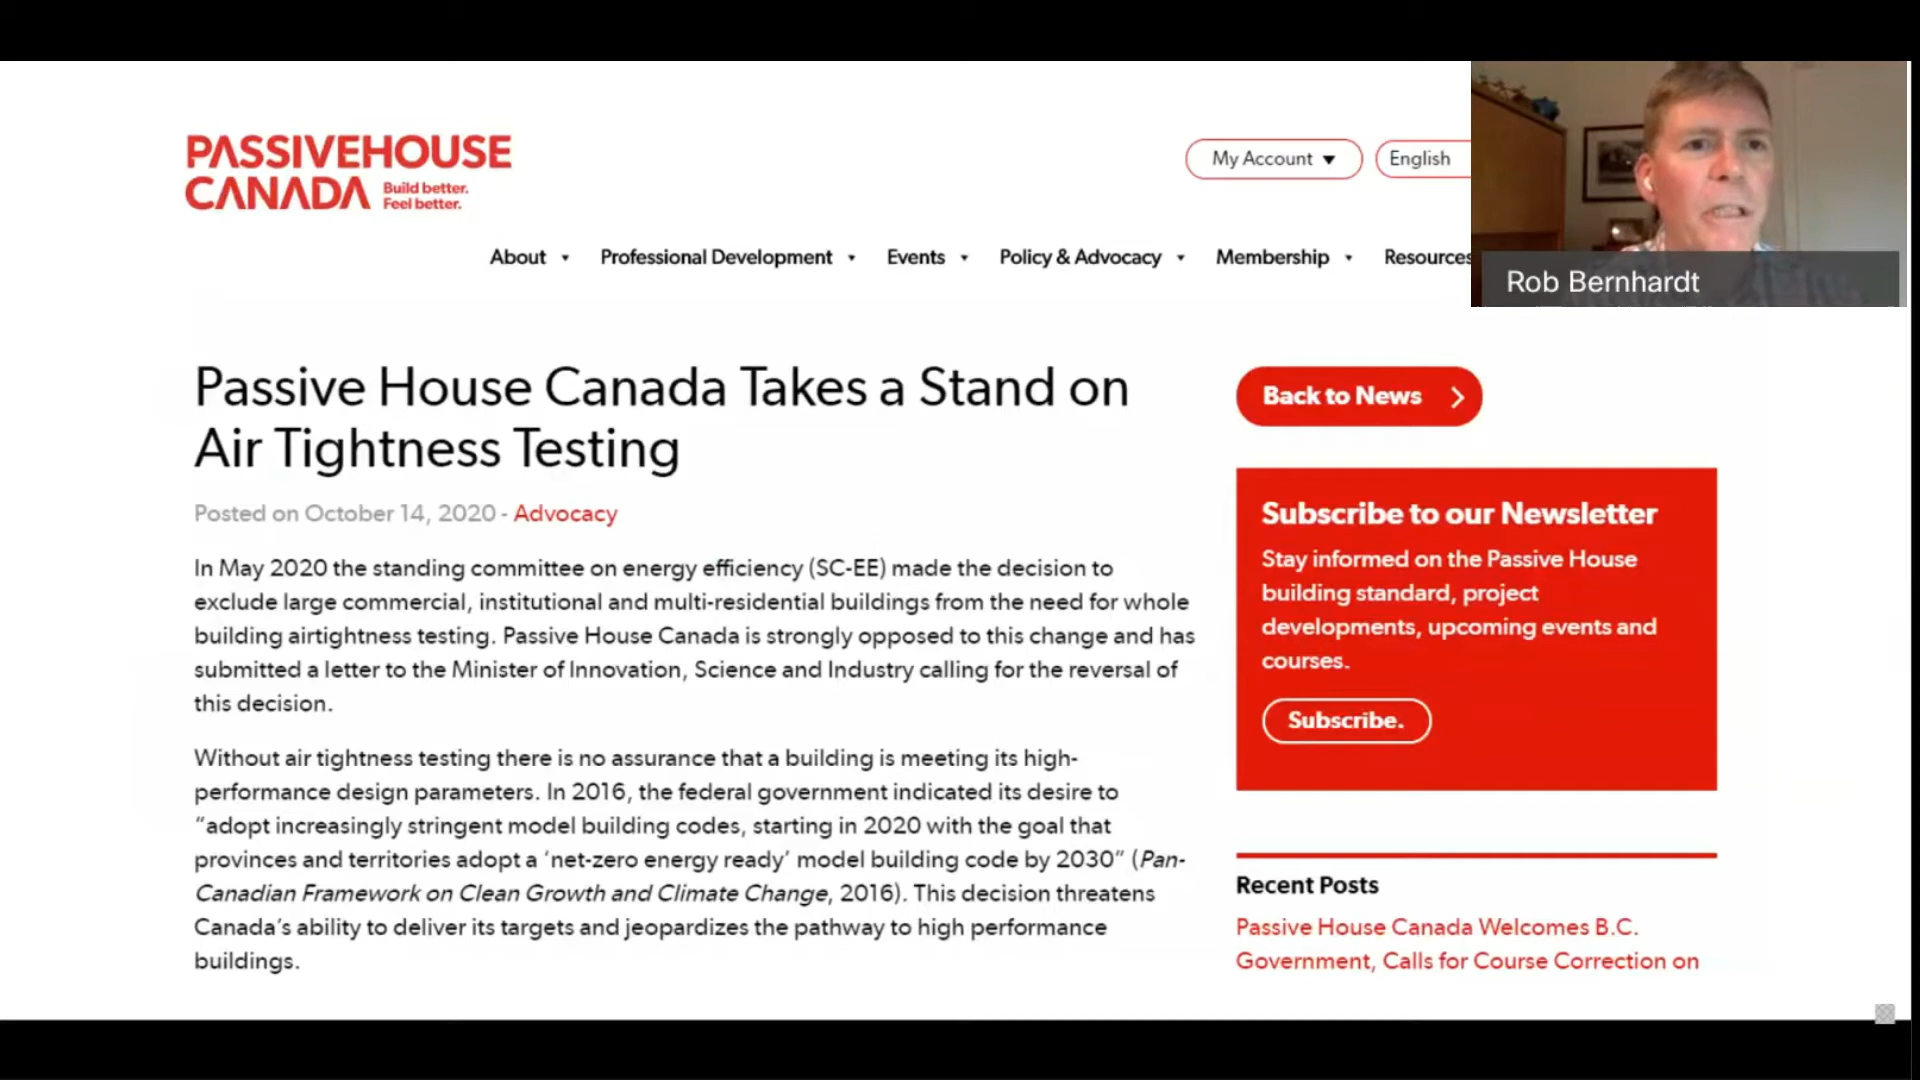 PASSIVEHOUSE
CANADA Build better.
Feel better.
My Account
English
Rob Bernhardt
About
Professional Development
Events
Policy & Advocacy
Membership
Resources
Passive House Canada Takes a Stand on
Air Tightness Testing
Posted on October 14, 2020 - Advocacy
In May 2020 the standing committee on energy efficiency (SC-EE) made the decision to
exclude large commercial, institutional and multi-residential buildings from the need for whole
building airtightness testing. Passive House Canada is strongly opposed to this change and has
submitted a letter to the Minister of Innovation, Science and Industry calling for the reversal of
this decision.
Without air tightness testing there is no assurance that a building is meeting its high-
performance design parameters. In 2016, the federal government indicated its desire to
“adopt increasingly stringent model building codes, starting in 2020 with the goal that
provinces and territories adopt a ‘net-zero energy ready’ model building code by 2030” (Pan-
Canadian Framework on Clean Growth and Climate Change, 2016). This decision threatens
Canada’s ability to deliver its targets and jeopardizes the pathway to high performance
buildings.
Back to News
Subscribe to our Newsletter
Stay informed on the Passive House
building standard, project
developments, upcoming events and
courses.
Subscribe.
Recent Posts
Passive House Canada Welcomes B.C.
Government, Calls for Course Correction on